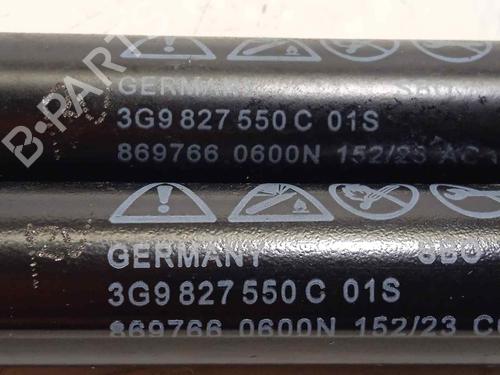 GERMANY
3G9 827 550 C 01S
869766 0600N 152/23 AC
GERMANY SBO
3G9 827 550 C 01S
869766 0600N 152/23
B-PARTS